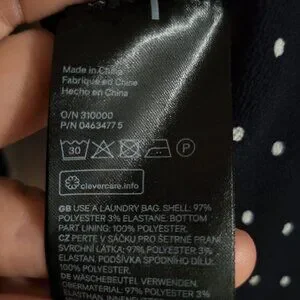 Made in China
Fabriqué en Chine
Hecho en China
O/N 310000
P/N 04634775
30
P
clevercare.info
GB USE A LAUNDRY BAG. SHELL: 97%
POLYESTER 3% ELASTANE. BOTTOM
PART LINING: 100% POLYESTER.
CZ PERTE V SÁČKU PRO ŠETRNÉ PRANÍ.
SVRCHNÍ LÁTKA: 97% POLYESTER 3%
ELASTAN. PODŠÍVKA SPODNÍHO DÍLU:
100% POLYESTER.
DE WÄSCHEBEUTEL VERWENDEN.
OBERMATERIAL: 97% POLYESTER 3%